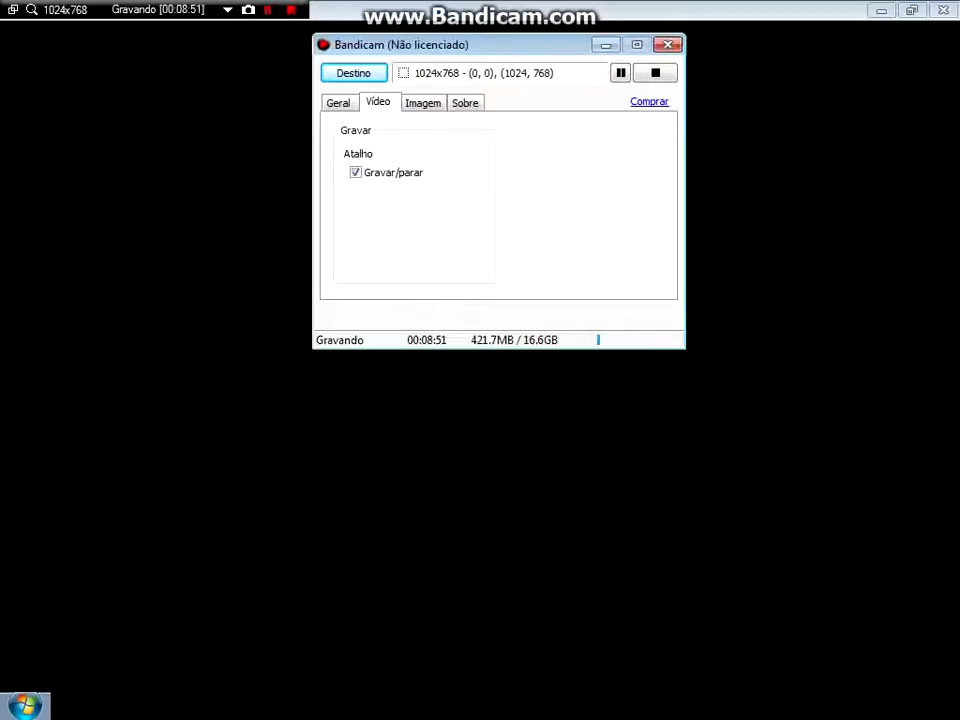 1024x768 Gravando [00:08:51]
www.Bandicam.com
Bandicam (Não licenciado)
Destino 1024x768 - (0, 0), (1024, 768)
Geral Vídeo Imagem Sobre Comprar
Gravar
Atalho
Gravar/parar
Gravando 00:08:51 421.7MB / 16.6GB